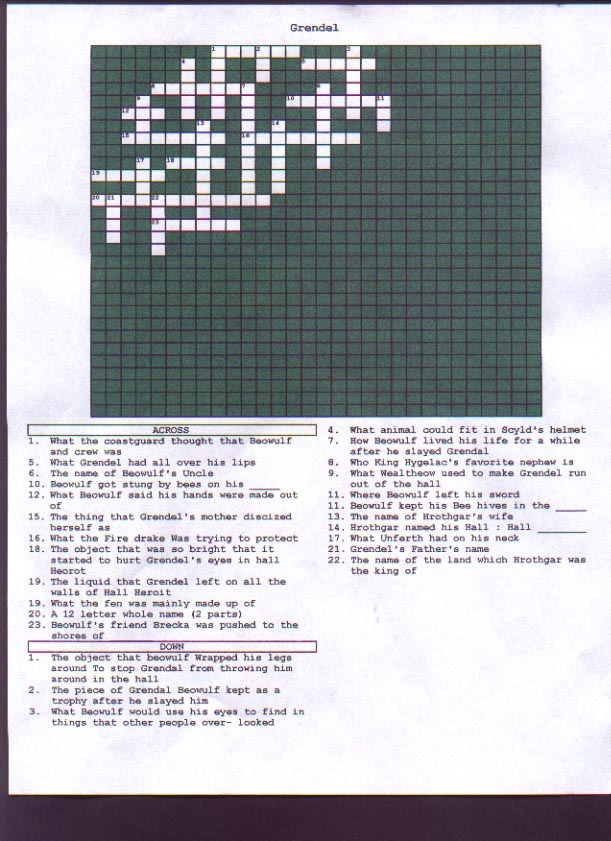 Grendel
1 2 3
4 5
6 7 8
9 10 11
12
13 14
15 16
17 18
19
20 21 22
23
ACROSS
1. What the coastguard thought that Beowulf
and crew was
5. What Grendel had all over his lips
6. The name of Beowulf's Uncle
10. Beowulf got stung by bees on his _____
12. What Beowulf said his hands were made out
of
15. The thing that Grendel's mother discized
herself as
16. What the Fire drake Was trying to protect
18. The object that was so bright that it
started to hurt Grendel's eyes in hall
Heorot
19. The liquid that Grendel left on all the
walls of Hall Heroit
19. What the fen was mainly made up of
20. A 12 letter whole name (2 parts)
23. Beowulf's friend Brecka was pushed to the
shores of _______
DOWN
1. The object that beowulf Wrapped his legs
around To stop Grendal from throwing him
around in the hall
2. The piece of Grendal Beowulf kept as a
trophy after he slayed him
3. What Beowulf would use his eyes to find in
things that other people over- looked
4. What animal could fit in Scyld's helmet
7. How Beowulf lived his life for a while
after he slayed Grendal
8. Who King Hygelac's favorite nephew is
9. What Wealtheow used to make Grendel run
out of the hall
11. Where Beowulf left his sword
11. Beowulf kept his Bee hives in the _____
13. The name of Hrothgar's wife
14. Hrothgar named his Hall : Hall ________
17. What Unferth had on his neck
21. Grendel's Father's name
22. The name of the land which Hrothgar was
the king of